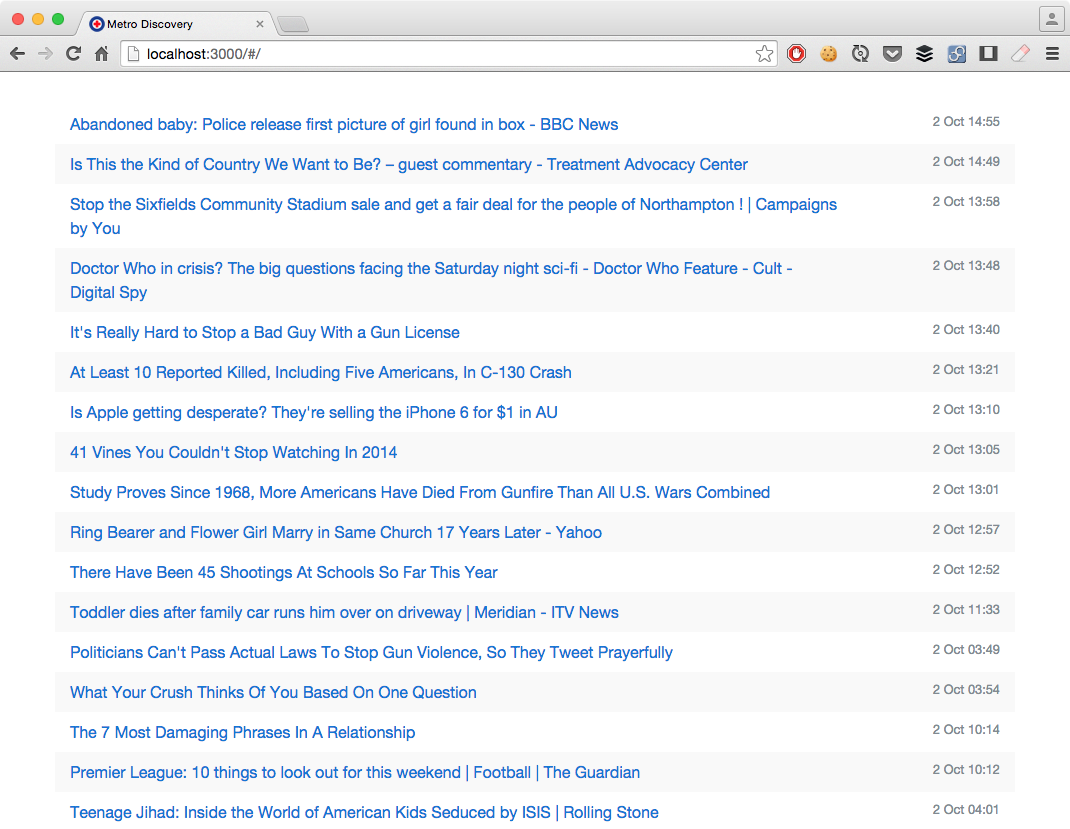 Metro Discovery
localhost:3000/#/
Abandoned baby: Police release first picture of girl found in box - BBC News 2 Oct 14:55
Is This the Kind of Country We Want to Be? – guest commentary - Treatment Advocacy Center 2 Oct 14:49
Stop the Sixfields Community Stadium sale and get a fair deal for the people of Northampton ! | Campaigns 2 Oct 13:58
by You
Doctor Who in crisis? The big questions facing the Saturday night sci-fi - Doctor Who Feature - Cult - 2 Oct 13:48
Digital Spy
It's Really Hard to Stop a Bad Guy With a Gun License 2 Oct 13:40
At Least 10 Reported Killed, Including Five Americans, In C-130 Crash 2 Oct 13:21
Is Apple getting desperate? They're selling the iPhone 6 for $1 in AU 2 Oct 13:10
41 Vines You Couldn't Stop Watching In 2014 2 Oct 13:05
Study Proves Since 1968, More Americans Have Died From Gunfire Than All U.S. Wars Combined 2 Oct 13:01
Ring Bearer and Flower Girl Marry in Same Church 17 Years Later - Yahoo 2 Oct 12:57
There Have Been 45 Shootings At Schools So Far This Year 2 Oct 12:52
Toddler dies after family car runs him over on driveway | Meridian - ITV News 2 Oct 11:33
Politicians Can't Pass Actual Laws To Stop Gun Violence, So They Tweet Prayerfully 2 Oct 03:49
What Your Crush Thinks Of You Based On One Question 2 Oct 03:54
The 7 Most Damaging Phrases In A Relationship 2 Oct 10:14
Premier League: 10 things to look out for this weekend | Football | The Guardian 2 Oct 10:12
Teenage Jihad: Inside the World of American Kids Seduced by ISIS | Rolling Stone 2 Oct 04:01